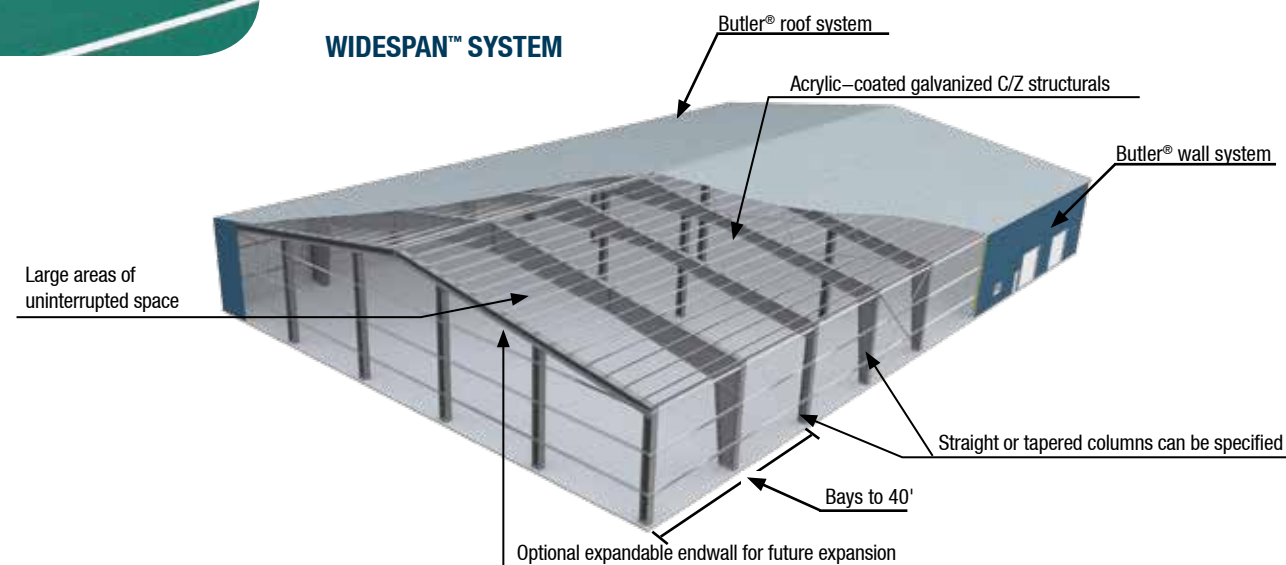 WIDESPAN™ SYSTEM
Butler® roof system
Acrylic–coated galvanized C/Z structurals
Butler® wall system
Large areas of
uninterrupted space
Straight or tapered columns can be specified
Bays to 40'
Optional expandable endwall for future expansion